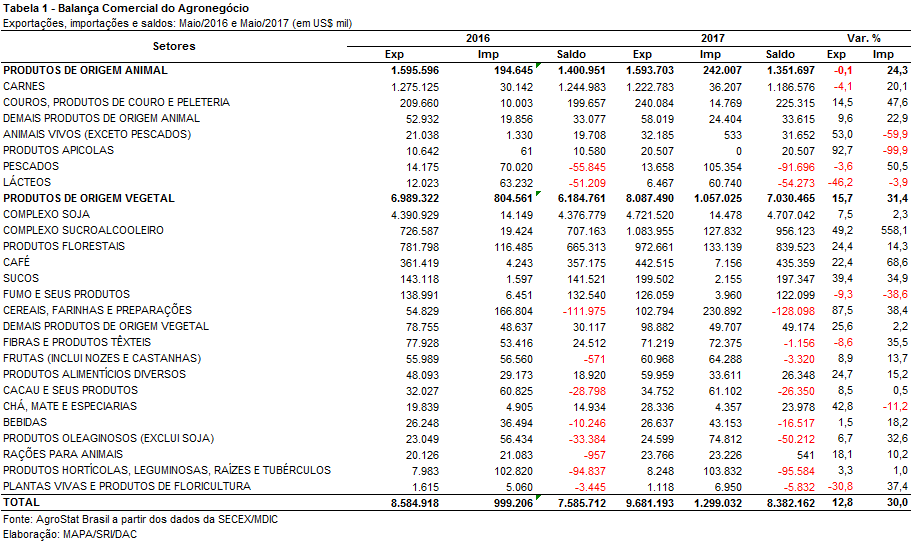 Tabela 1 - Balança Comercial do Agronegócio
Exportações, importações e saldos: Maio/2016 e Maio/2017 (em US$ mil)
Setores 2016 2017 Var. %
Exp Imp Saldo Exp Imp Saldo Exp Imp
PRODUTOS DE ORIGEM ANIMAL 1.595.596 194.645 1.400.951 1.593.703 242.007 1.351.697 -0,1 24,3
CARNES 1.275.125 30.142 1.244.983 1.222.783 36.207 1.186.576 -4,1 20,1
COUROS, PRODUTOS DE COURO E PELETERIA 209.660 10.003 199.657 240.084 14.769 225.315 14,5 47,6
DEMAIS PRODUTOS DE ORIGEM ANIMAL 52.932 19.856 33.077 58.019 24.404 33.615 9,6 22,9
ANIMAIS VIVOS (EXCETO PESCADOS) 21.038 1.330 19.708 32.185 533 31.652 53,0 -59,9
PRODUTOS APICOLAS 10.642 61 10.580 20.507 0 20.507 92,7 -99,9
PESCADOS 14.175 70.020 -55.845 13.658 105.354 -91.696 -3,6 50,5
LÁCTEOS 12.023 63.232 -51.209 6.467 60.740 -54.273 -46,2 -3,9
PRODUTOS DE ORIGEM VEGETAL 6.989.322 804.561 6.184.761 8.087.490 1.057.025 7.030.465 15,7 31,4
COMPLEXO SOJA 4.390.929 14.149 4.376.779 4.721.520 14.478 4.707.042 7,5 2,3
COMPLEXO SUCROALCOOLEIRO 726.587 19.424 707.163 1.083.955 127.832 956.123 49,2 558,1
PRODUTOS FLORESTAIS 781.798 116.485 665.313 972.661 133.139 839.523 24,4 14,3
CAFÉ 361.419 4.243 357.175 442.515 7.156 435.359 22,4 68,6
SUCOS 143.118 1.597 141.521 199.502 2.155 197.347 39,4 34,9
FUMO E SEUS PRODUTOS 138.991 6.451 132.540 126.059 3.960 122.099 -9,3 -38,6
CEREAIS, FARINHAS E PREPARAÇÕES 54.829 166.804 -111.975 102.794 230.892 -128.098 87,5 38,4
DEMAIS PRODUTOS DE ORIGEM VEGETAL 78.755 48.637 30.117 98.882 49.707 49.174 25,6 2,2
FIBRAS E PRODUTOS TÊXTEIS 77.928 53.416 24.512 71.219 72.375 -1.156 -8,6 35,5
FRUTAS (INCLUI NOZES E CASTANHAS) 55.989 56.560 -571 60.968 64.288 -3.320 8,9 13,7
PRODUTOS ALIMENTÍCIOS DIVERSOS 48.093 29.173 18.920 59.959 33.611 26.348 24,7 15,2
CACAU E SEUS PRODUTOS 32.027 60.825 -28.798 34.752 61.102 -26.350 8,5 0,5
CHÁ, MATE E ESPECIARIAS 19.839 4.905 14.934 28.336 4.357 23.978 42,8 -11,2
BEBIDAS 26.248 36.494 -10.246 26.637 43.153 -16.517 1,5 18,2
PRODUTOS OLEAGINOSOS (EXCLUI SOJA) 23.049 56.434 -33.384 24.599 74.812 -50.212 6,7 32,6
RAÇÕES PARA ANIMAIS 20.126 21.083 -957 23.766 23.226 541 18,1 10,2
PRODUTOS HORTÍCOLAS, LEGUMINOSAS, RAÍZES E TUBÉRCULOS 7.983 102.820 -94.837 8.248 103.832 -95.584 3,3 1,0
PLANTAS VIVAS E PRODUTOS DE FLORICULTURA 1.615 5.060 -3.445 1.118 6.950 -5.832 -30,8 37,4
TOTAL 8.584.918 999.206 7.585.712 9.681.193 1.299.032 8.382.162 12,8 30,0
Fonte: AgroStat Brasil a partir dos dados da SECEX/MDIC
Elaboração: MAPA/SRI/DAC